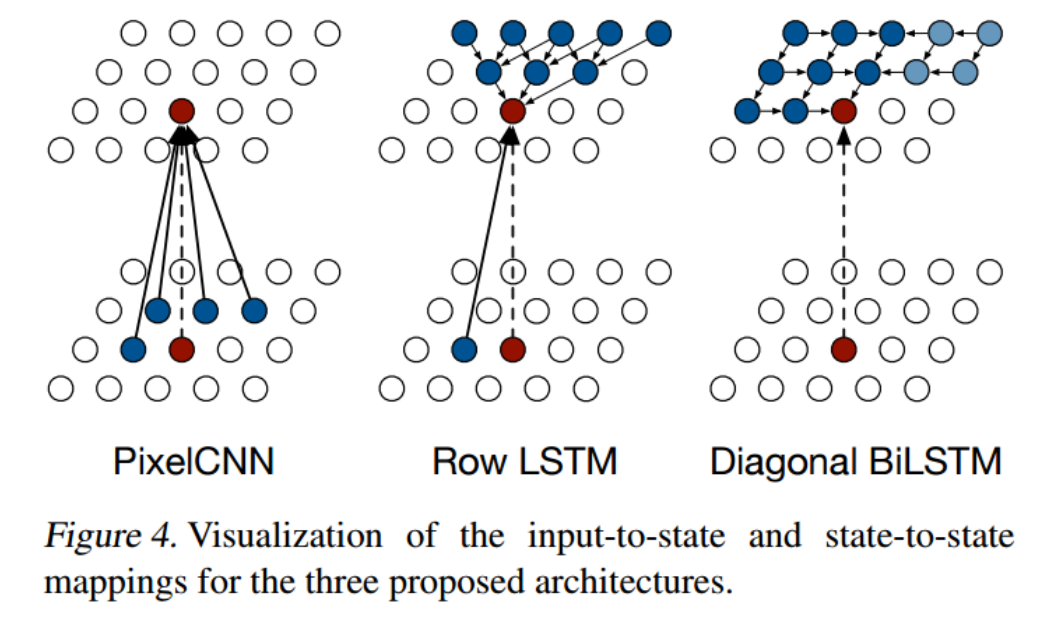 PixelCNN
Row LSTM
Diagonal BiLSTM
Figure 4. Visualization of the input-to-state and state-to-state
mappings for the three proposed architectures.